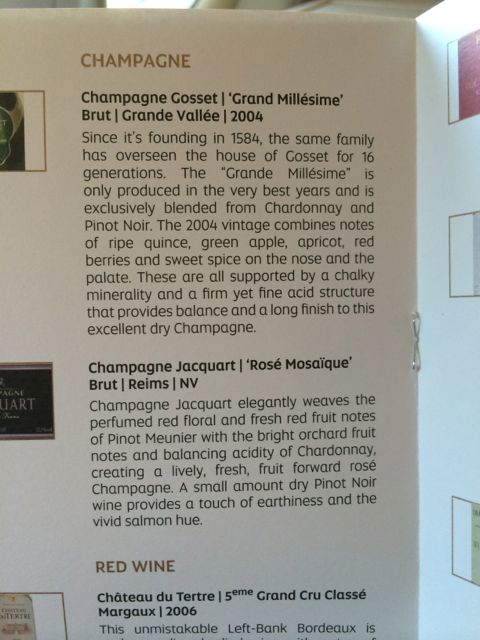 CHAMPAGNE
Champagne Gosset | ‘Grand Millésime’
Brut | Grande Vallée | 2004
Since it's founding in 1584, the same family
has overseen the house of Gosset for 16
generations. The "Grande Millésime" is
only produced in the very best years and is
exclusively blended from Chardonnay and
Pinot Noir. The 2004 vintage combines notes
of ripe quince, green apple, apricot, red
berries and sweet spice on the nose and the
palate. These are all supported by a chalky
minerality and a firm yet fine acid structure
that provides balance and a long finish to this
excellent dry Champagne.
UART
Champagne Jacquart | ‘Rosé Mosaïque’
Brut | Reims | NV
Champagne Jacquart elegantly weaves the
perfumed red floral and fresh red fruit notes
of Pinot Meunier with the bright orchard fruit
notes and balancing acidity of Chardonnay,
creating a lively, fresh, fruit forward rosé
Champagne. A small amount dry Pinot Noir
wine provides a touch of earthiness and the
vivid salmon hue.
RED WINE
Château du Tertre | 5eme Grand Cru Classé
Margaux | 2006
This unmistakable Left-Bank Bordeaux is